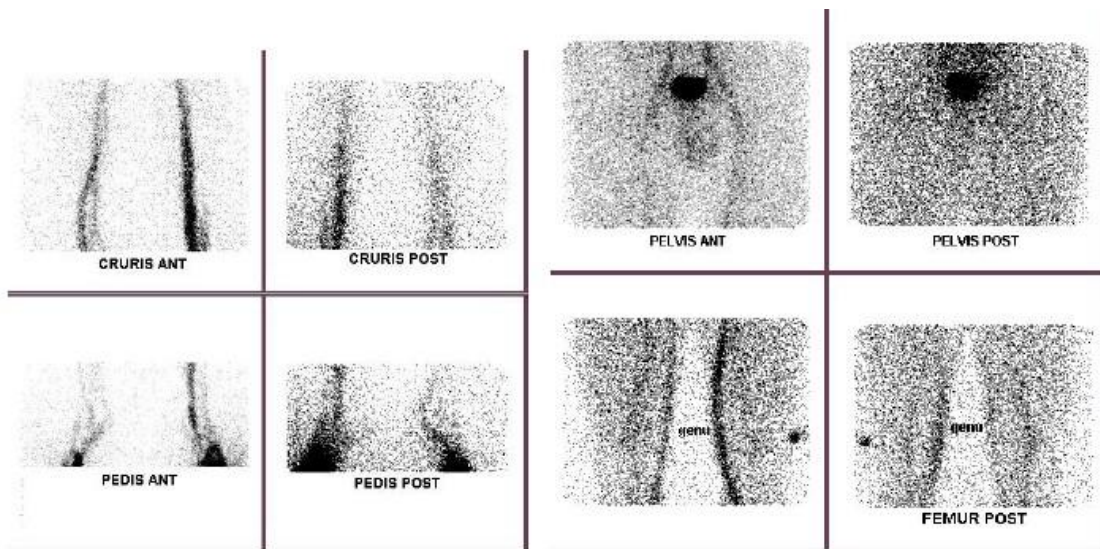 CRURIS ANT
CRURIS POST
PEDIS ANT
PEDIS POST
PELVIS ANT
PELVIS POST
genu
genu
FEMUR POST